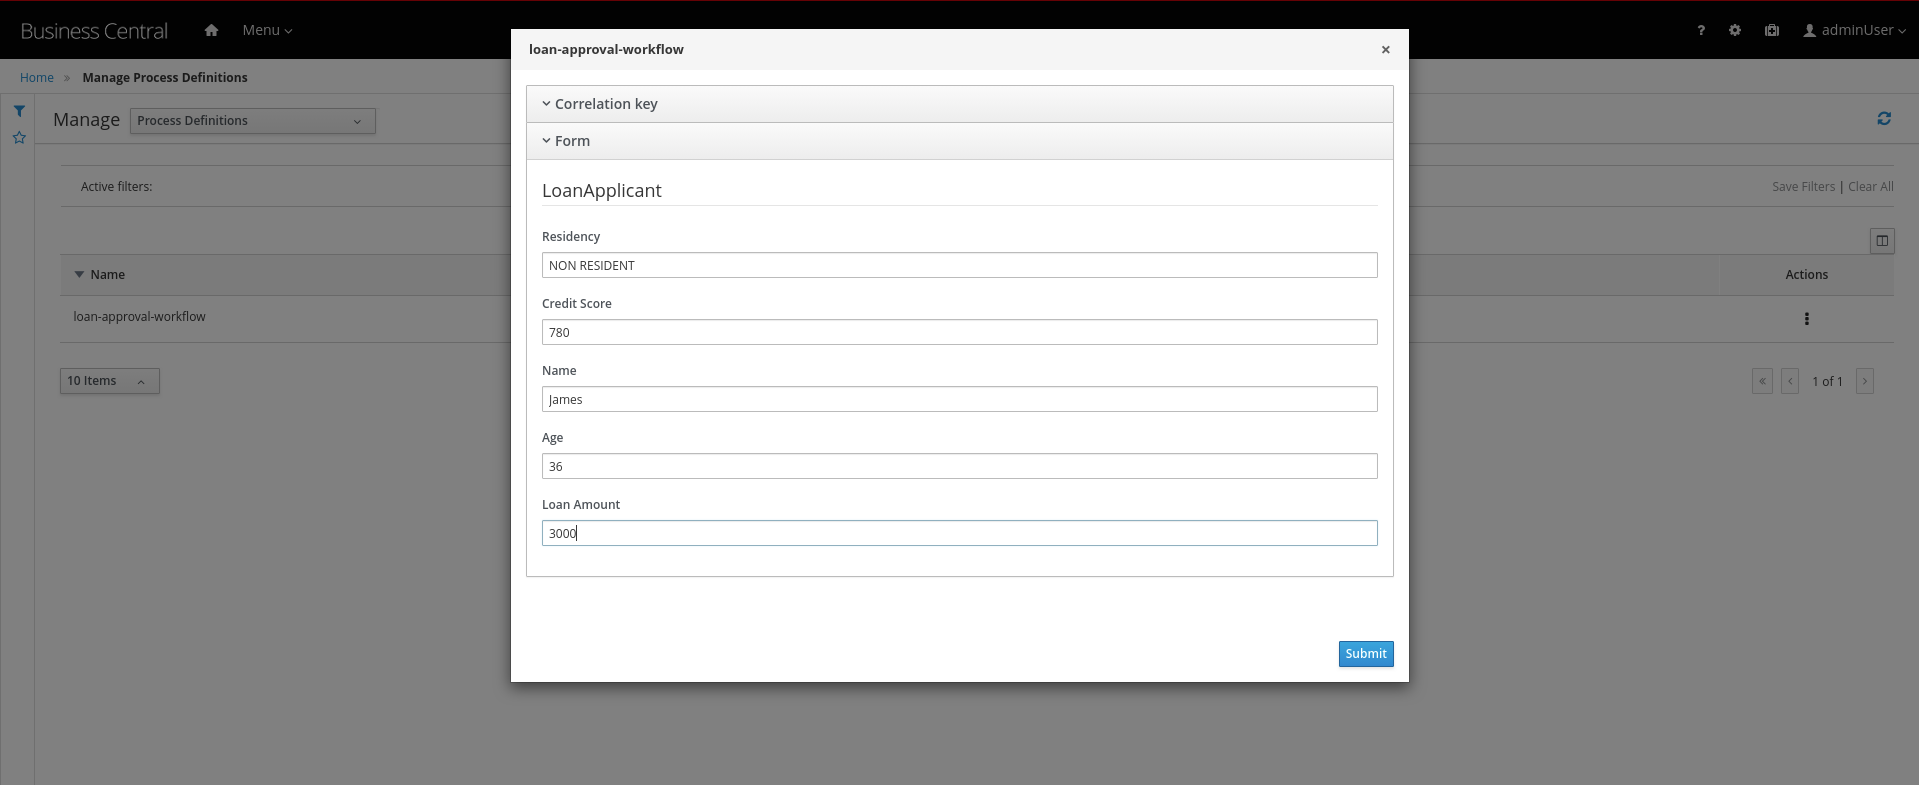 Business Central
Menu
?
adminUser
Home » Manage Process Definitions
Manage
Process Definitions
Active filters:
Save Filters | Clear All
Name
Actions
loan-approval-workflow
10 Items
«
‹
1 of 1
›
loan-approval-workflow
×
Correlation key
Form
LoanApplicant
Residency
NON RESIDENT
Credit Score
780
Name
James
Age
36
Loan Amount
3000
Submit